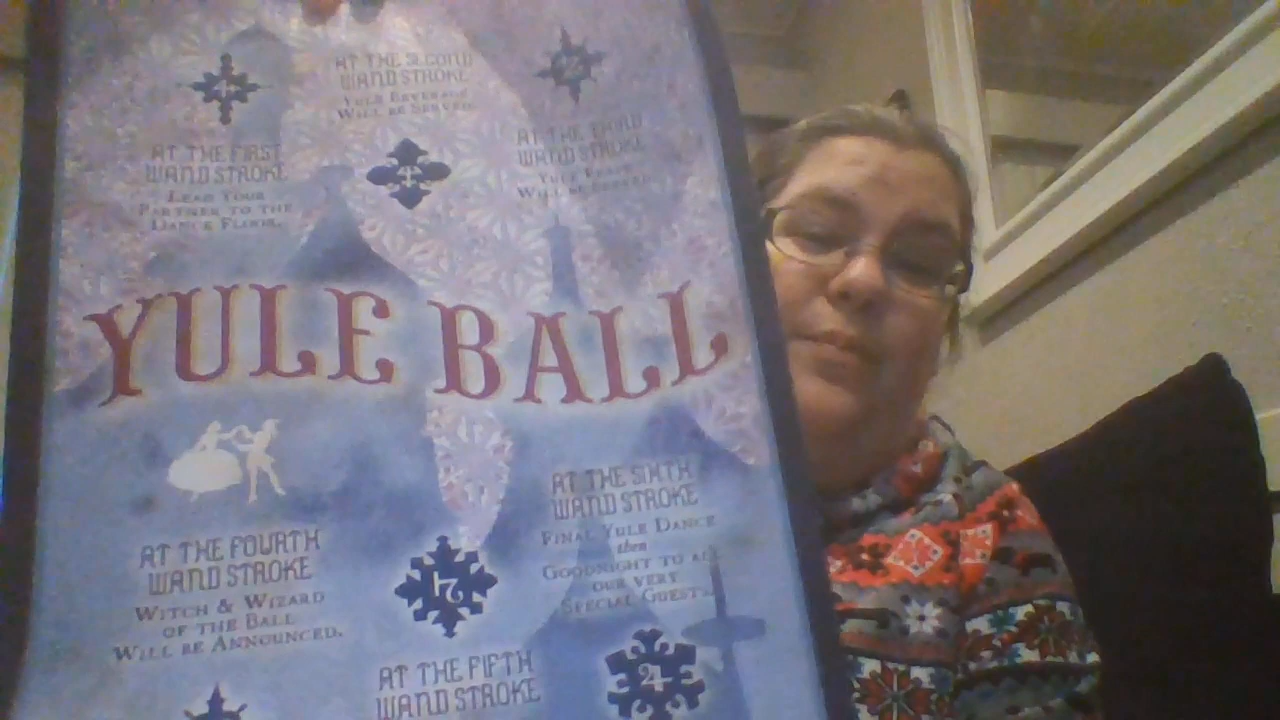 AT THE SECOND
WAND STROKE
YULE BEVERAGE
WILL BE SERVED.
AT THE FIRST
WAND STROKE
LEAD YOUR
PARTNER TO THE
DANCE FLOOR.
AT THE THIRD
WAND STROKE
YULE FEAST
WILL BE SERVED.
YULE BALL
AT THE FOURTH
WAND STROKE
WITCH & WIZARD
OF THE BALL
WILL BE ANNOUNCED.
AT THE SIXTH
WAND STROKE
FINAL YULE DANCE
then
GOODNIGHT TO ALL
OUR VERY
SPECIAL GUESTS.
AT THE FIFTH
WAND STROKE